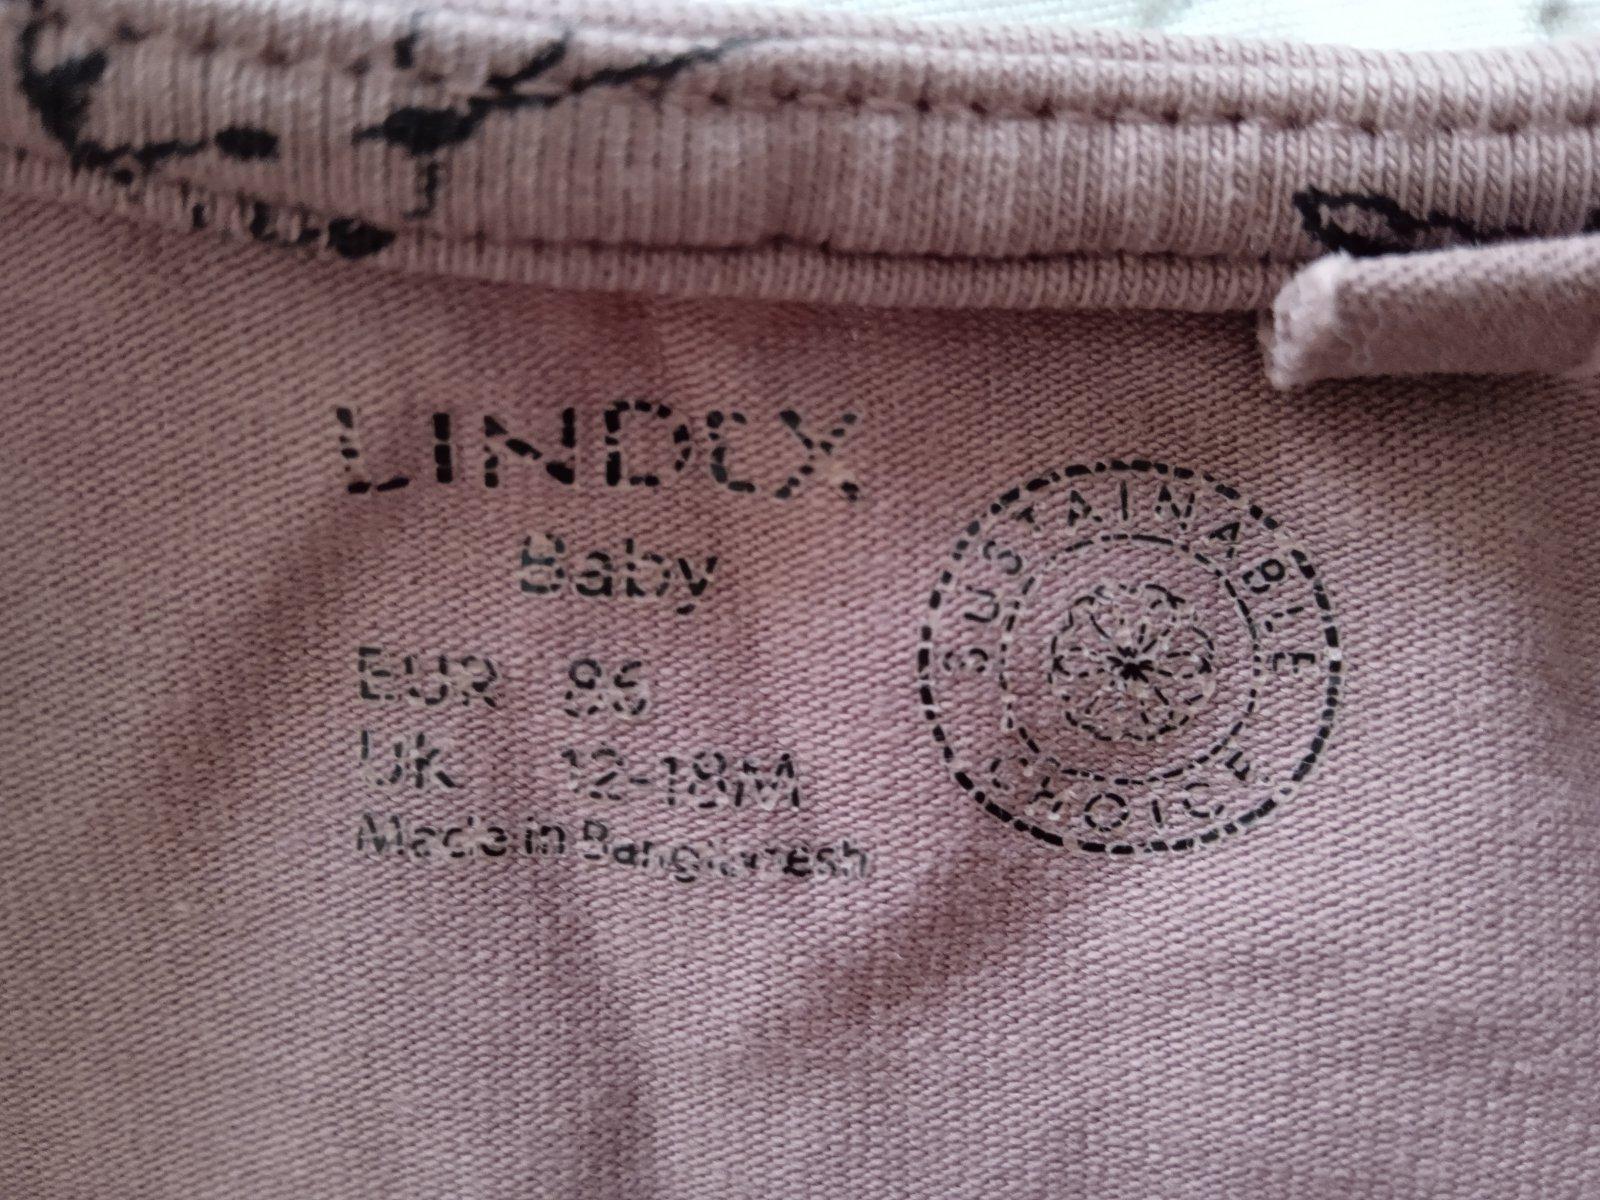 LINDEX
Baby
EUR 86
UK 12-18M
Made in Bangladesh
SUSTAINABLE CHOICE